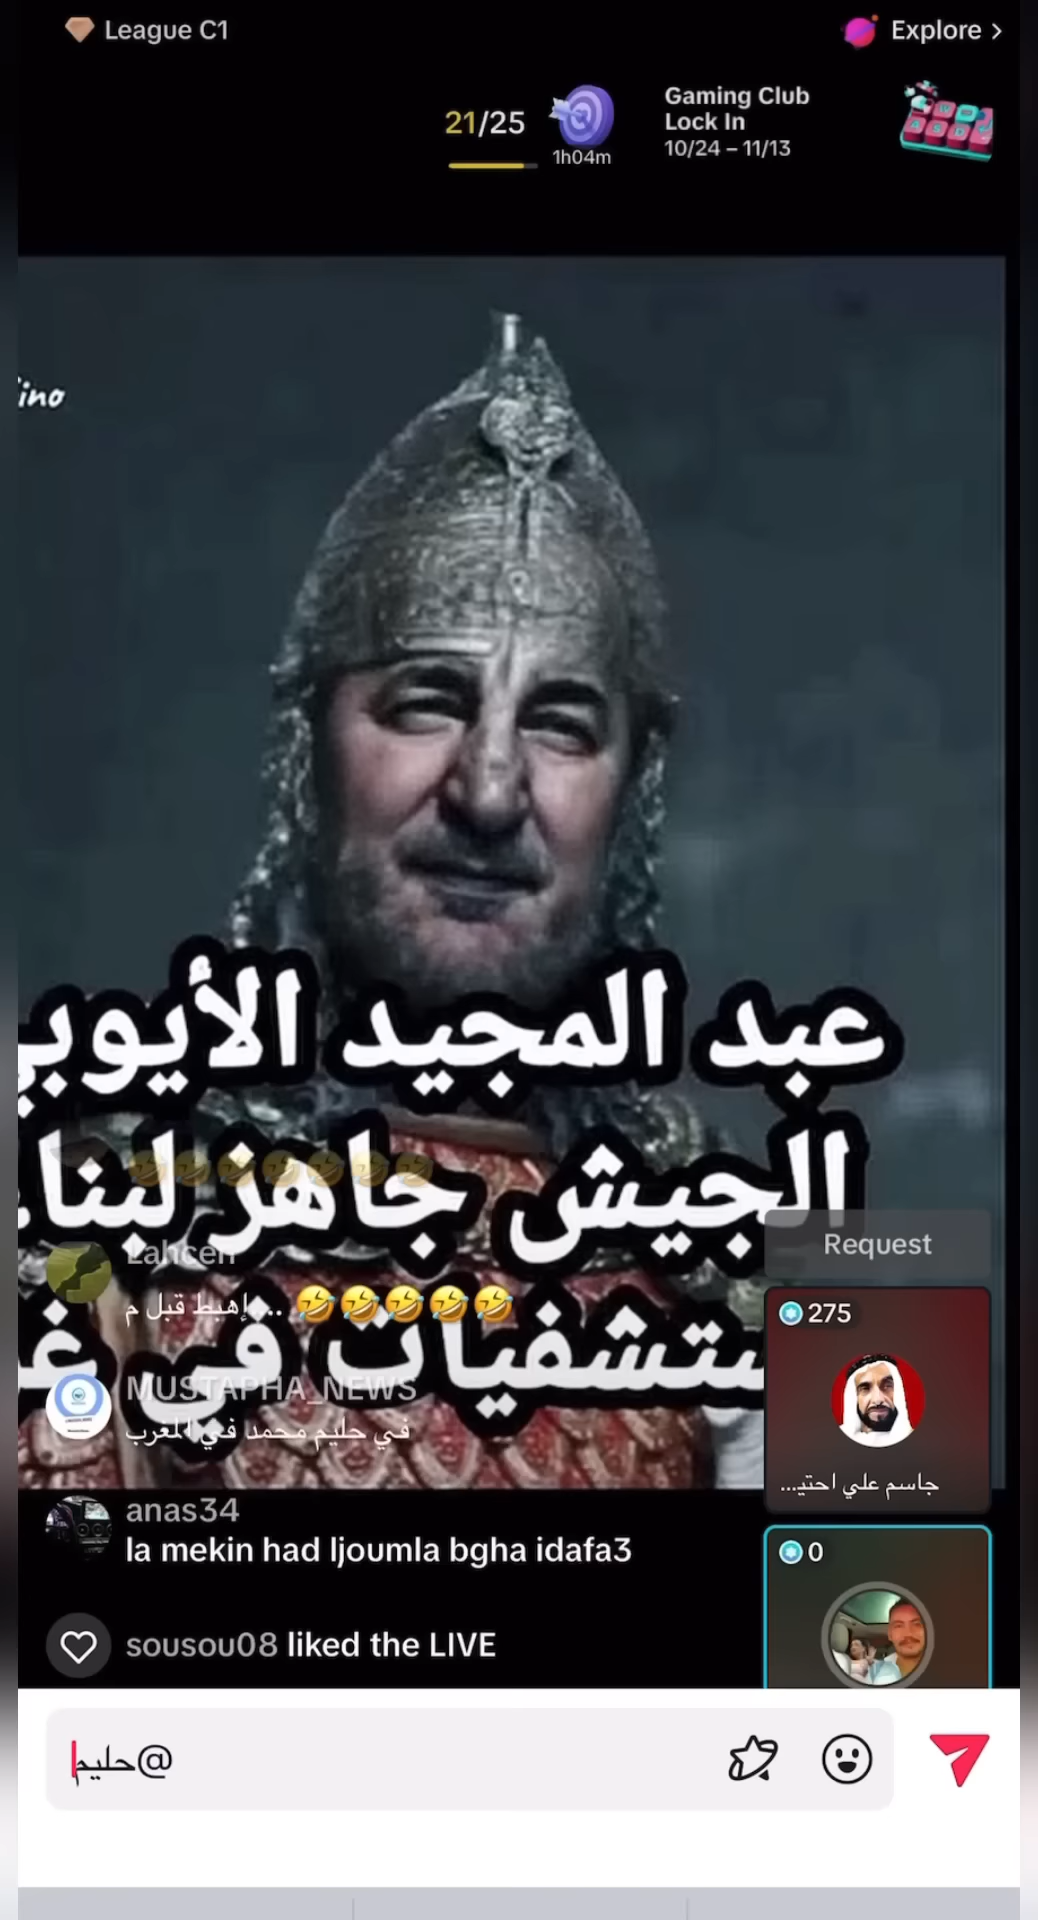 League C1
Explore >
21/25
1h04m
Gaming Club
Lock In
10/24 – 11/13
ino
عبد المجيد الأيوبي
الجيش جاهز لبناء
ستشفيات في
Request
275
Lahcen
إهبط قبل م....
MUSTAPHA_NEWS
في حليم محمد في المغرب
جاسم علي احتيـ...
anas34
la mekin had ljoumla bgha idafa3
0
sousou08 liked the LIVE
@حليم